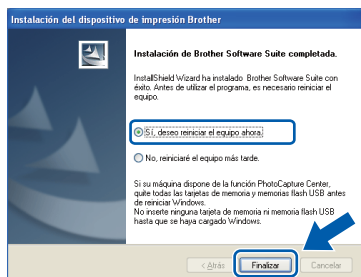 Instalación del dispositivo de impresión Brother
Instalación de Brother Software Suite completada.
InstallShield Wizard ha instalado Brother Software Suite con
éxito. Antes de utilizar el programa, es necesario reiniciar el
equipo.
Sí, deseo reiniciar el equipo ahora.
No, reiniciaré el equipo más tarde.
Si su máquina dispone de la función PhotoCapture Center,
quite todas las tarjetas de memoria y memorias flash USB antes
de reiniciar Windows.
No inserte ninguna tarjeta de memoria ni memoria flash USB
hasta que se haya cargado Windows.
< Atrás Finalizar Cancelar